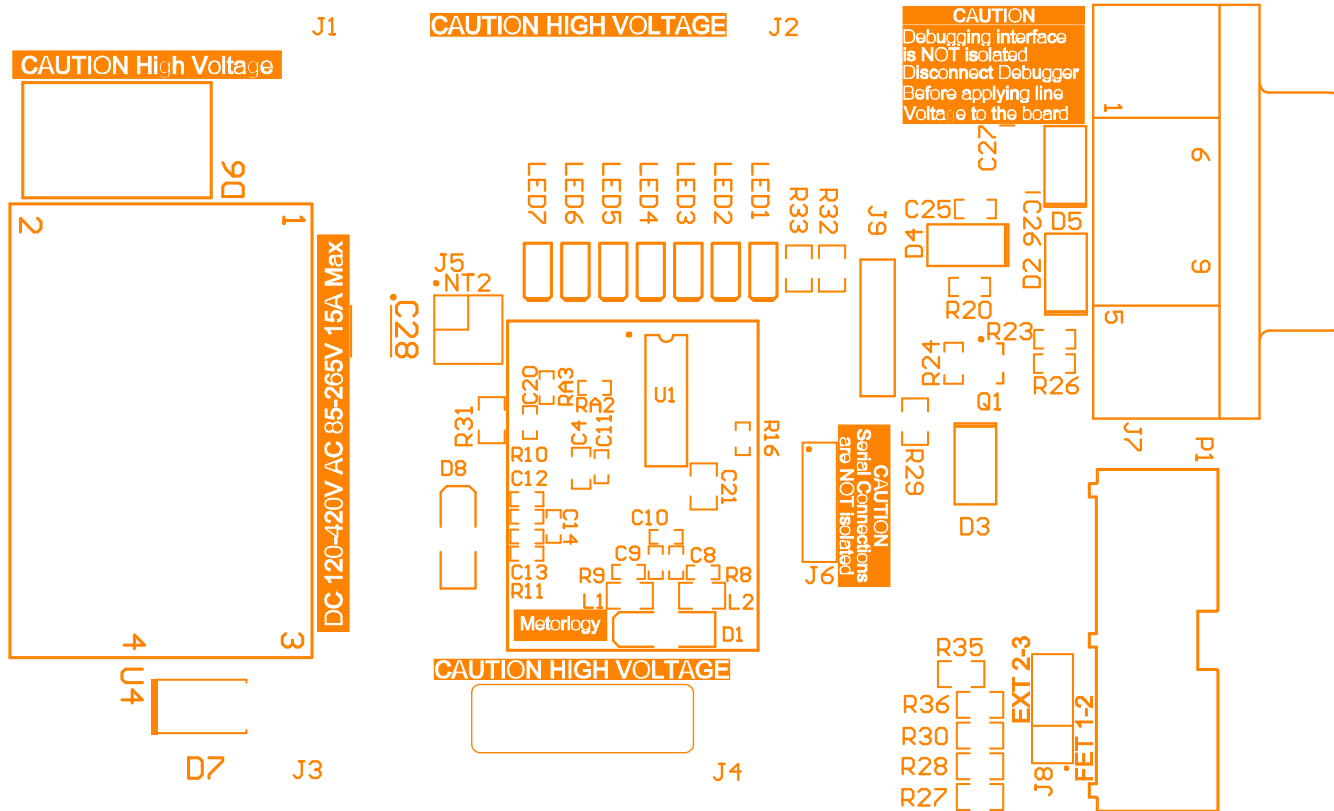 J1
CAUTION HIGH VOLTAGE
J2
CAUTION
Debugging interface
is NOT isolated
Disconnect Debugger
Before applying line
Voltage to the board
CAUTION High Voltage
D6
2
1
DC 120-420V AC 85-265V 15A Max
4
3
U4
D7
J3
LED7
LED6
LED5
LED4
LED3
LED2
LED1
R33
R32
J9
C27
C25
D4
C26
D5
D2
R20
R23
R24
R26
Q1
R29
D3
1
6
9
5
J7
P1
J5
NT2
C28
R31
D8
C20
RA3
RA2
U1
R10
C4
C11
R16
C12
C21
C14
C10
C13
C9
C8
R9
R8
R11
L1
L2
Metorlogy
D1
CAUTION
Serial Connections
are NOT isolated
J6
CAUTION HIGH VOLTAGE
J4
R35
R36
R30
R28
R27
EXT 2-3
FET 1-2
J8